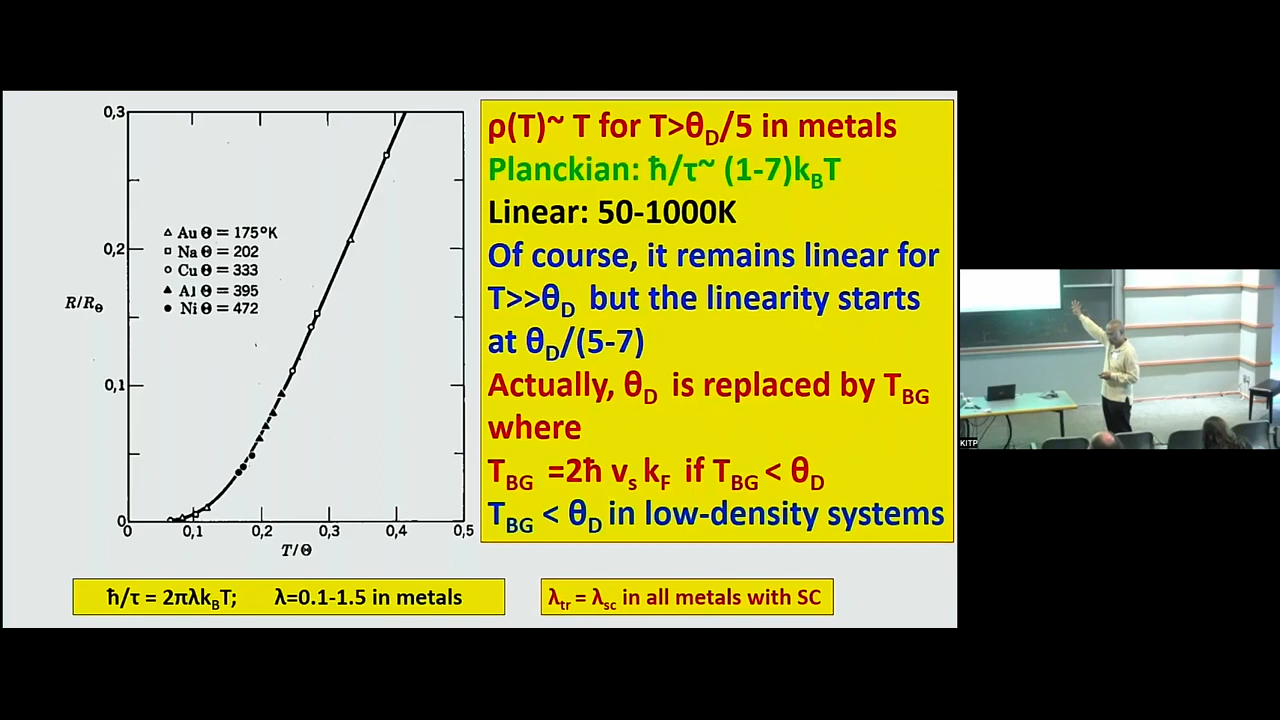 0,3
0,2
0,1
0
R/R_Θ
△ Au Θ = 175°K
□ Na Θ = 202
○ Cu Θ = 333
▲ Al Θ = 395
● Ni Θ = 472
0 0,1 0,2 0,3 0,4 0,5
T/Θ
ρ(T)~ T for T>θ_D/5 in metals
Planckian: ħ/τ~ (1-7)k_BT
Linear: 50-1000K
Of course, it remains linear for
T>>θ_D but the linearity starts
at θ_D/(5-7)
Actually, θ_D is replaced by T_BG
where
T_BG =2ħ v_s k_F if T_BG < θ_D
T_BG < θ_D in low-density systems
ħ/τ = 2πλk_BT; λ=0.1-1.5 in metals
λ_tr = λ_sc in all metals with SC
KITP